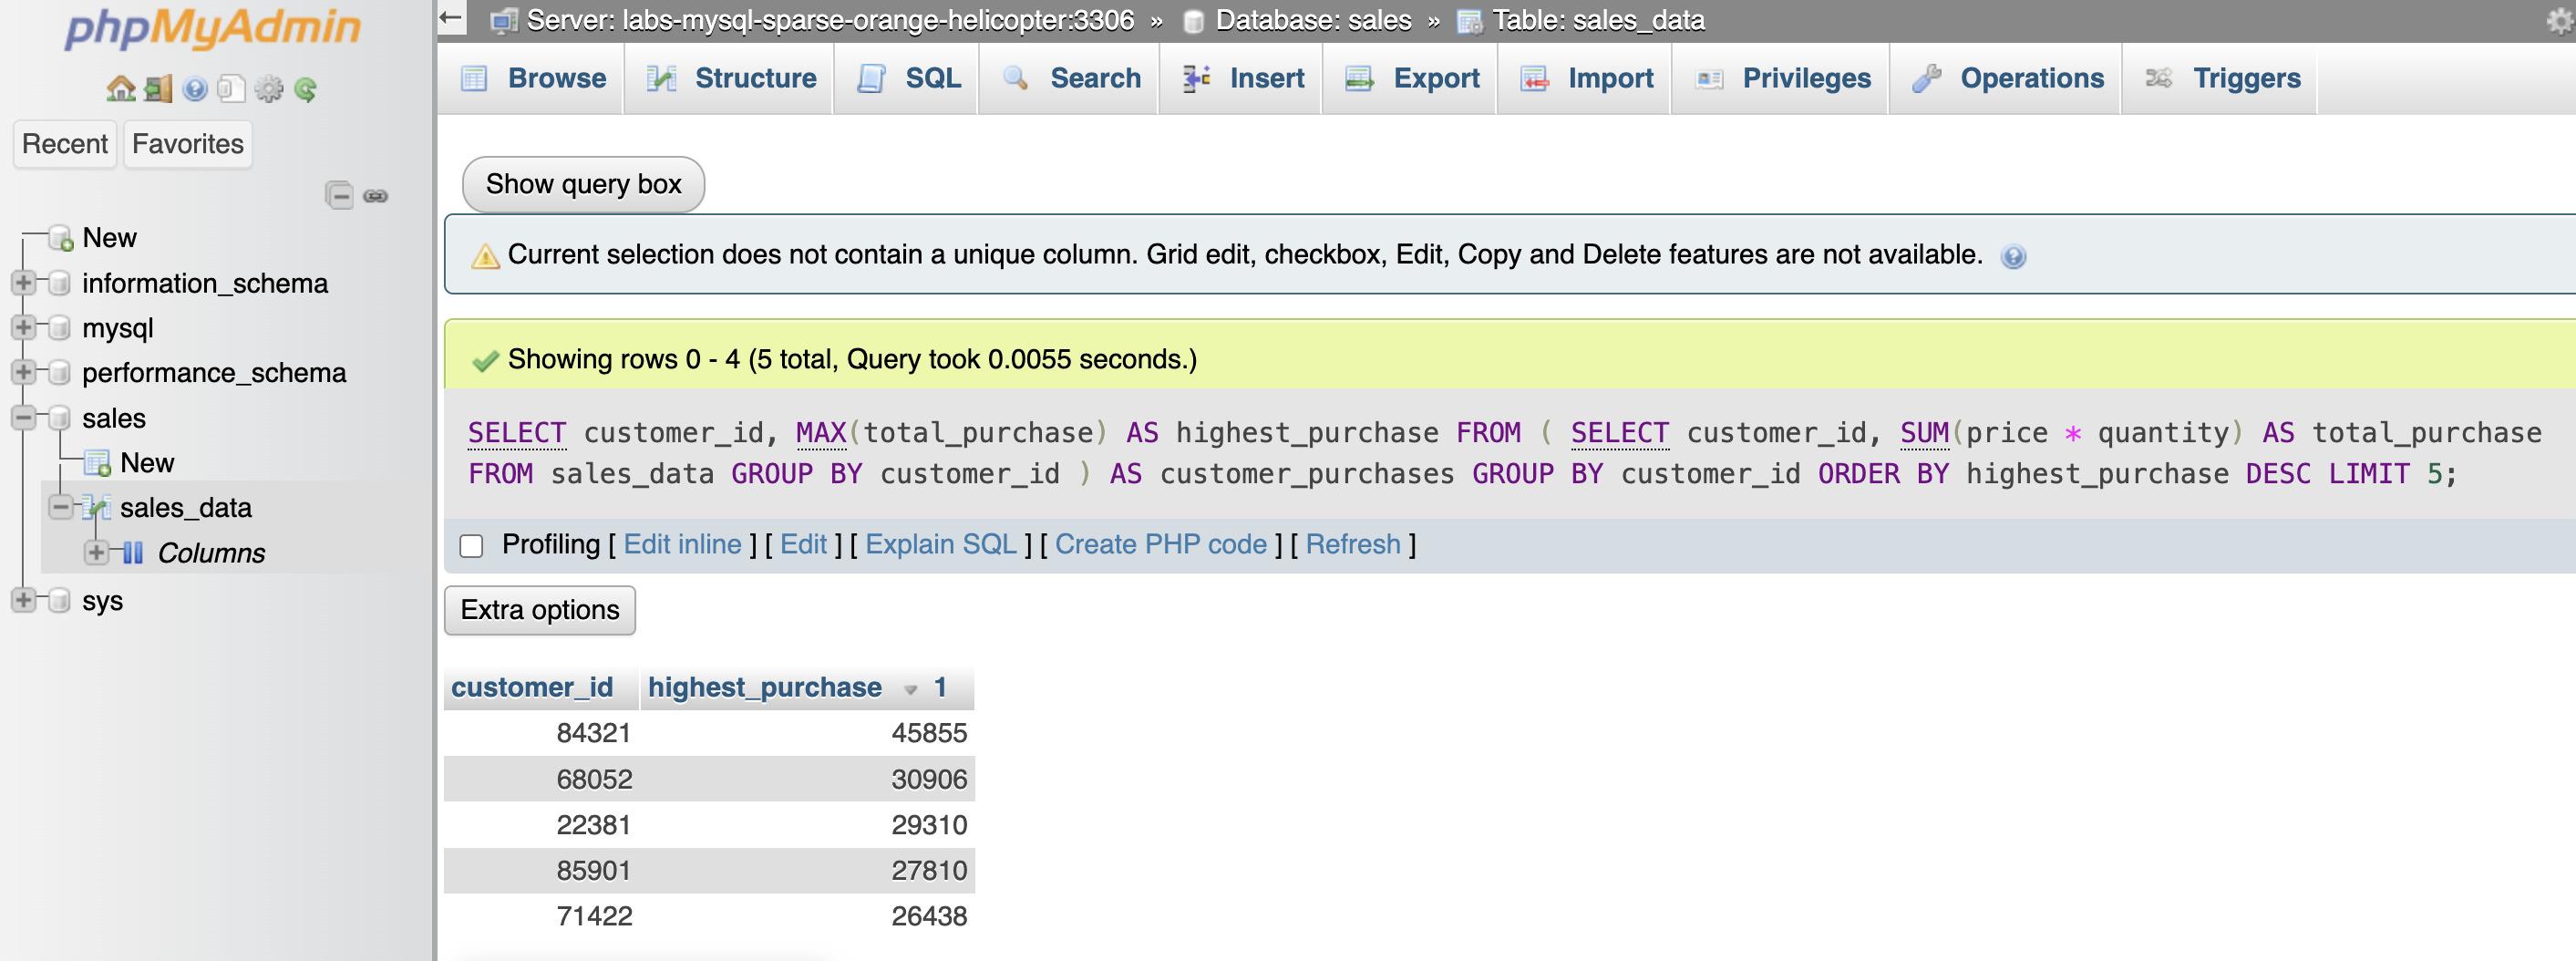 phpMyAdmin
Recent Favorites
New
information_schema
mysql
performance_schema
sales
New
sales_data
Columns
sys
Server: labs-mysql-sparse-orange-helicopter:3306 » Database: sales » Table: sales_data
Browse Structure SQL Search Insert Export Import Privileges Operations Triggers
Show query box
Current selection does not contain a unique column. Grid edit, checkbox, Edit, Copy and Delete features are not available.
Showing rows 0 - 4 (5 total, Query took 0.0055 seconds.)
SELECT customer_id, MAX(total_purchase) AS highest_purchase FROM ( SELECT customer_id, SUM(price * quantity) AS total_purchase
FROM sales_data GROUP BY customer_id ) AS customer_purchases GROUP BY customer_id ORDER BY highest_purchase DESC LIMIT 5;
Profiling [ Edit inline ] [ Edit ] [ Explain SQL ] [ Create PHP code ] [ Refresh ]
Extra options
customer_id highest_purchase 1
84321 45855
68052 30906
22381 29310
85901 27810
71422 26438